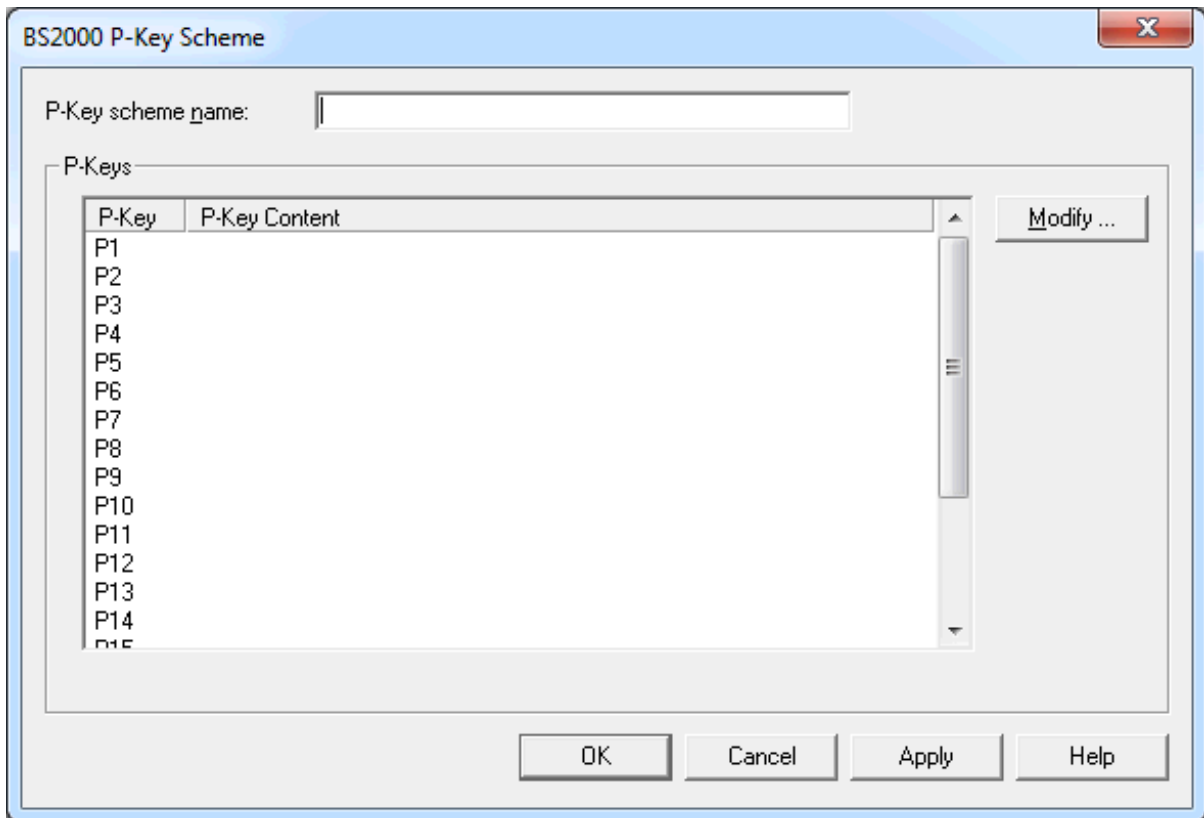 BS2000 P-Key Scheme
P-Key scheme name:
P-Keys
P-Key P-Key Content
Modify ...
P1
P2
P3
P4
P5
P6
P7
P8
P9
P10
P11
P12
P13
P14
P15
OK Cancel Apply Help